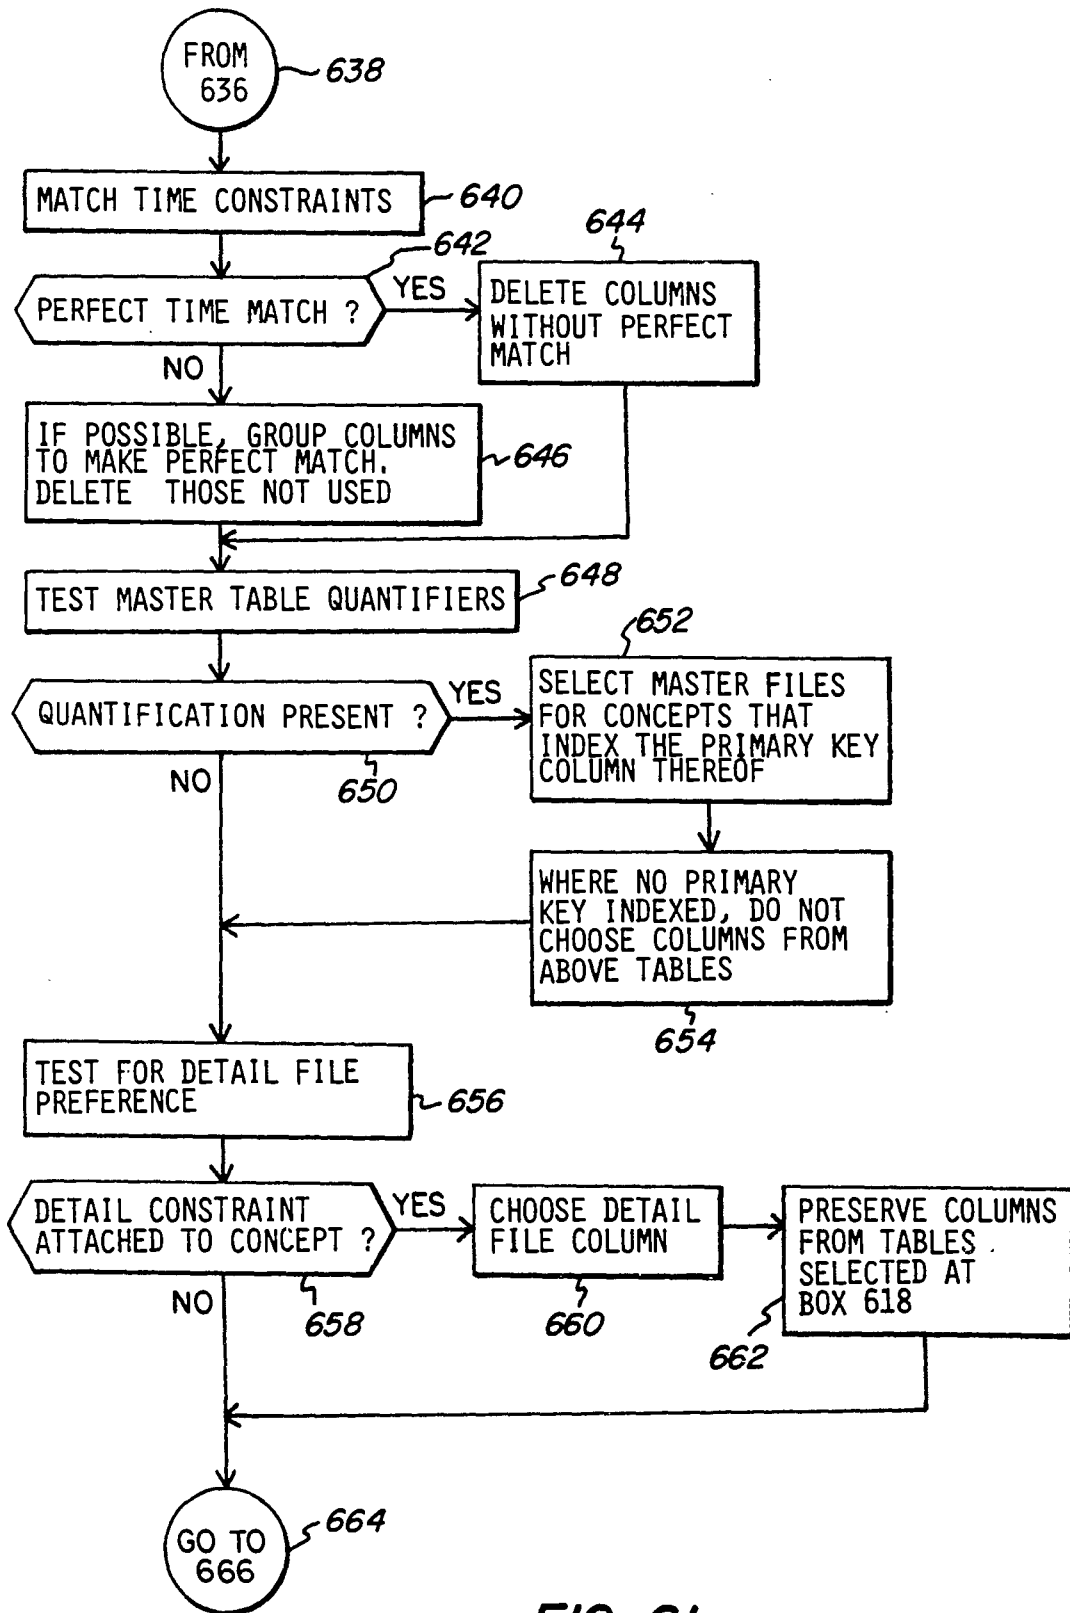 FROM
636
638
MATCH TIME CONSTRAINTS
640
642
644
PERFECT TIME MATCH ?
YES
DELETE COLUMNS
WITHOUT PERFECT
MATCH
NO
IF POSSIBLE, GROUP COLUMNS
TO MAKE PERFECT MATCH.
DELETE THOSE NOT USED
646
TEST MASTER TABLE QUANTIFIERS
648
652
QUANTIFICATION PRESENT ?
YES
SELECT MASTER FILES
FOR CONCEPTS THAT
INDEX THE PRIMARY KEY
COLUMN THEREOF
NO
650
WHERE NO PRIMARY
KEY INDEXED, DO NOT
CHOOSE COLUMNS FROM
ABOVE TABLES
654
TEST FOR DETAIL FILE
PREFERENCE
656
DETAIL CONSTRAINT
ATTACHED TO CONCEPT ?
YES
CHOOSE DETAIL
FILE COLUMN
PRESERVE COLUMNS
FROM TABLES
SELECTED AT
BOX 618
NO
658
660
662
GO TO
666
664